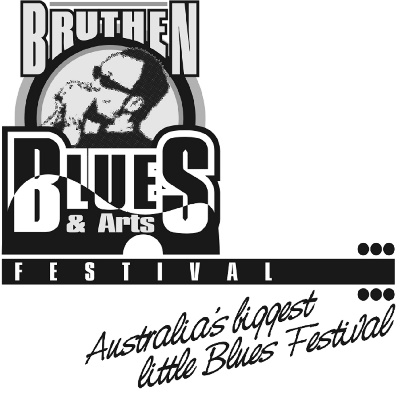 BRUTHEN
BLUES
& Arts
FESTIVAL
Australia's biggest
little Blues Festival